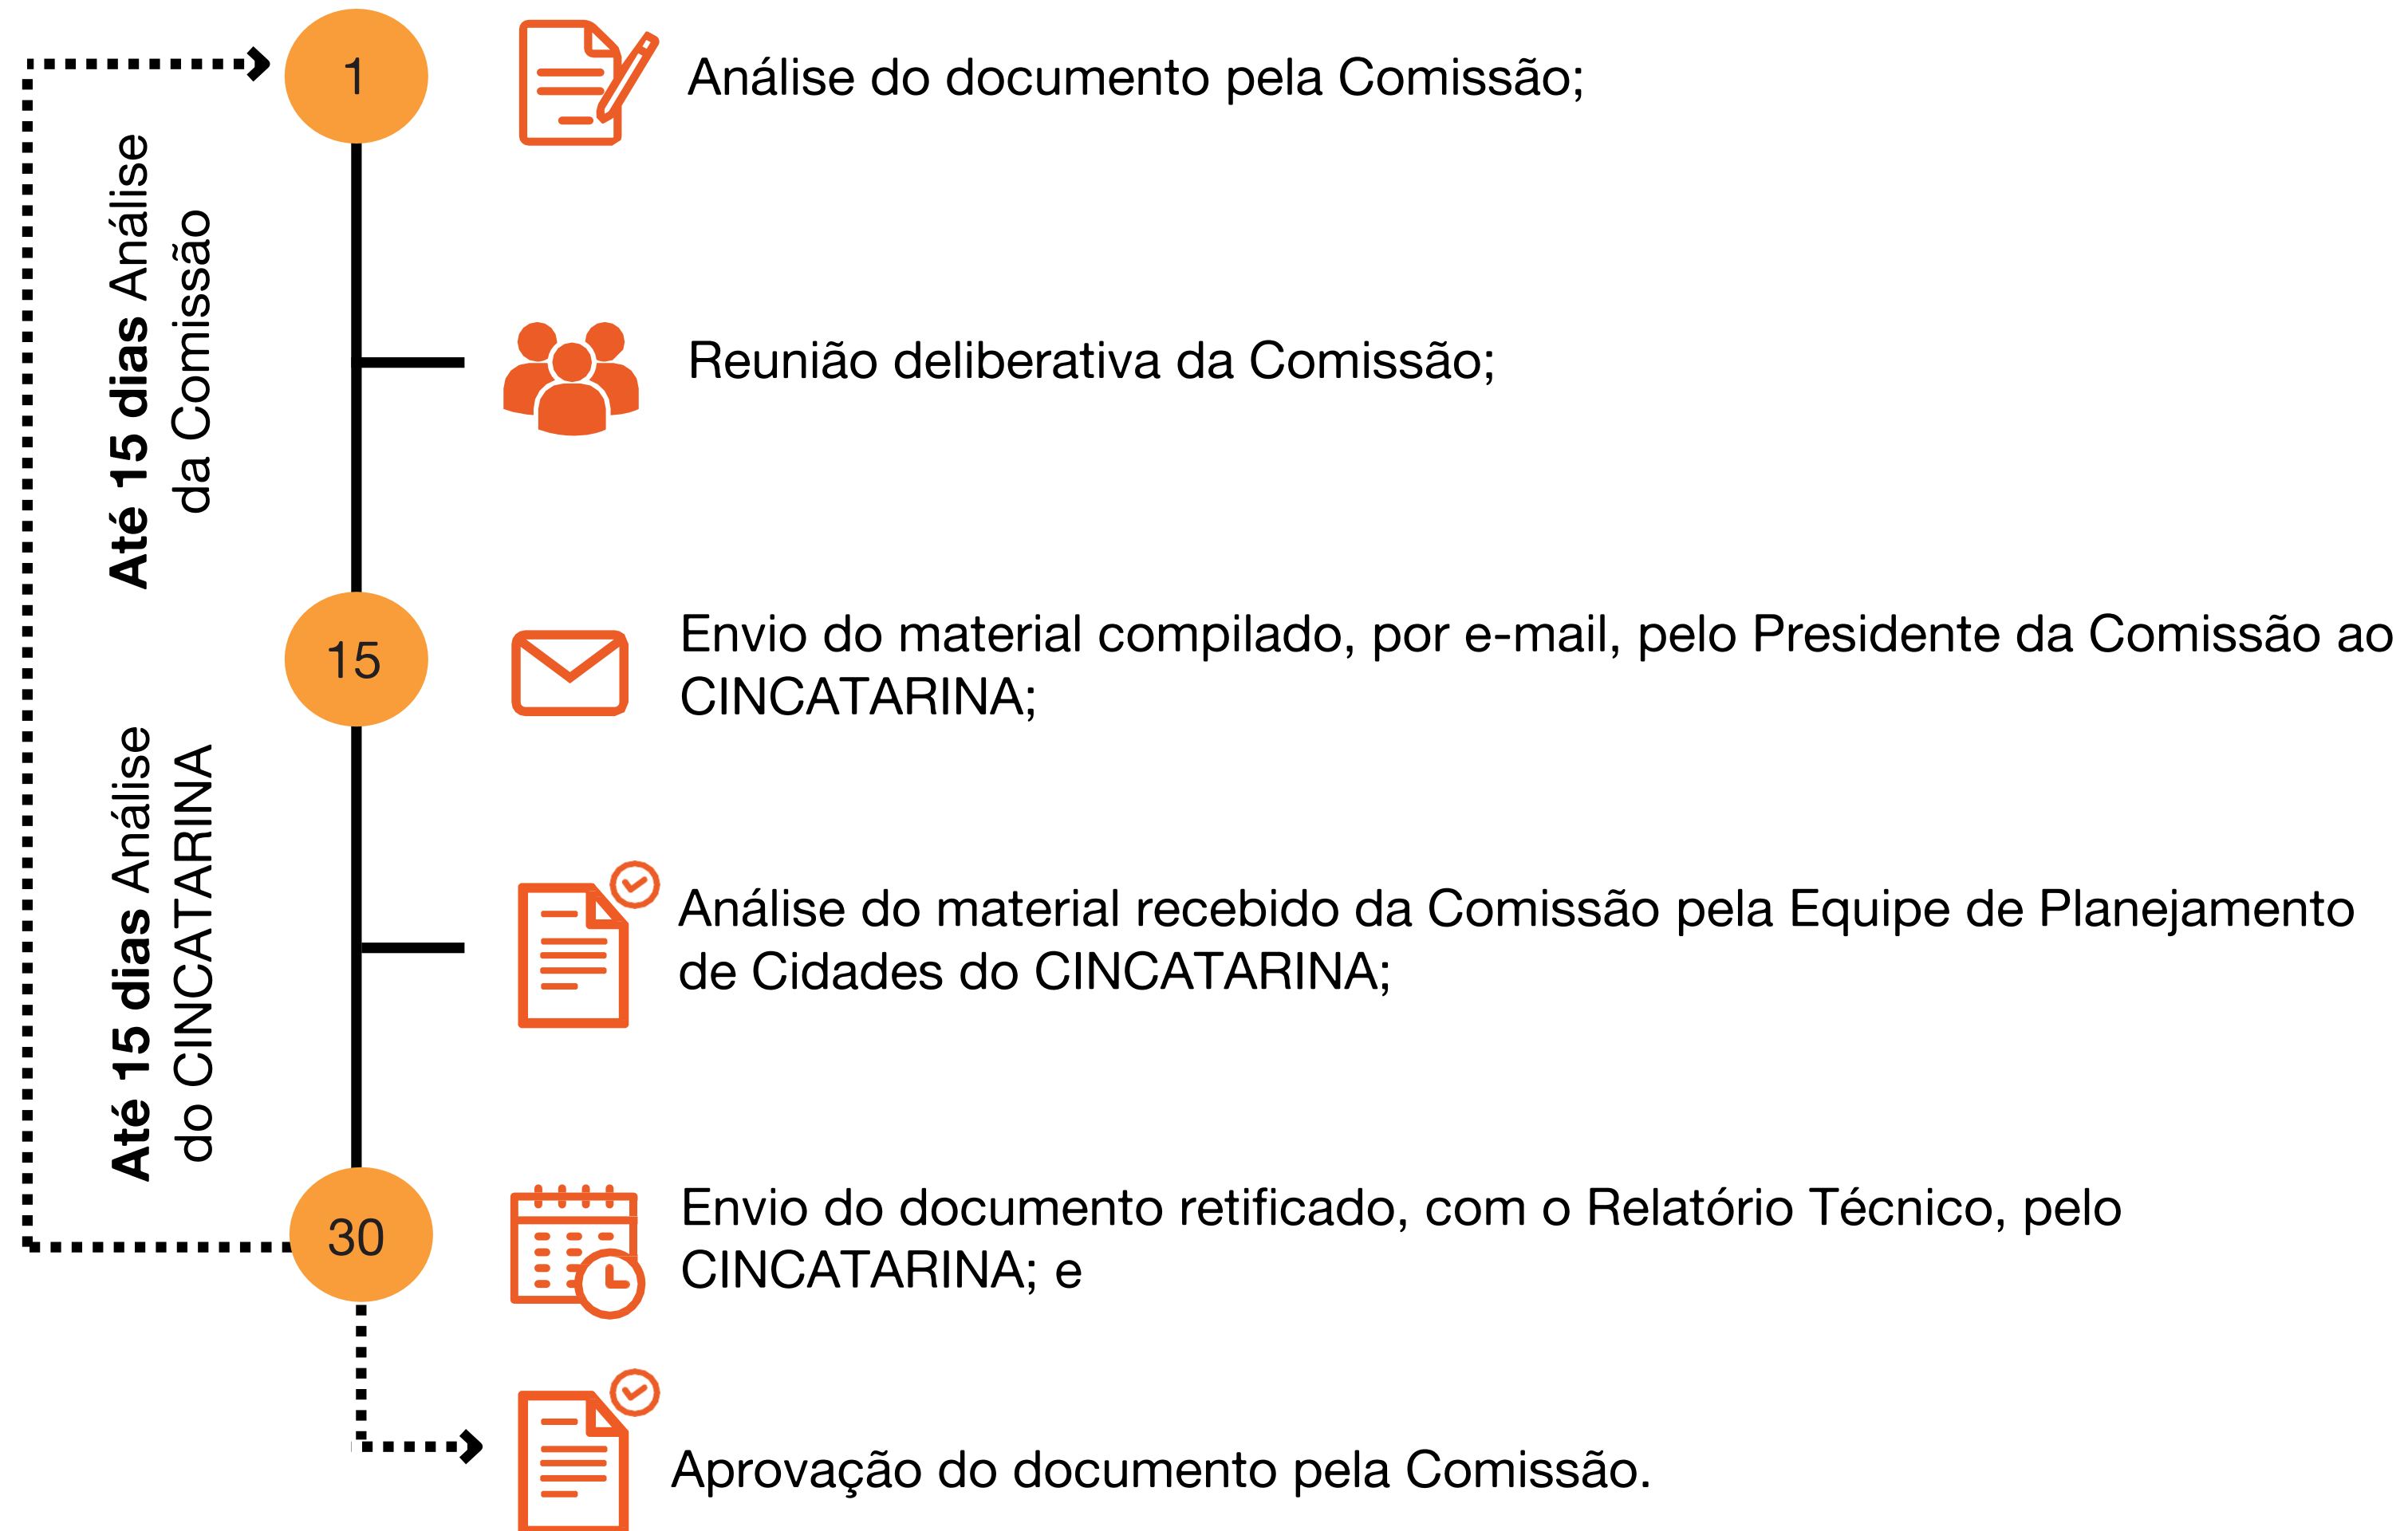 1
Análise do documento pela Comissão;
Até 15 dias Análise
da Comissão
Reunião deliberativa da Comissão;
15
Envio do material compilado, por e-mail, pelo Presidente da Comissão ao
CINCATARINA;
Até 15 dias Análise
do CINCATARINA
Análise do material recebido da Comissão pela Equipe de Planejamento
de Cidades do CINCATARINA;
30
Envio do documento retificado, com o Relatório Técnico, pelo
CINCATARINA; e
Aprovação do documento pela Comissão.